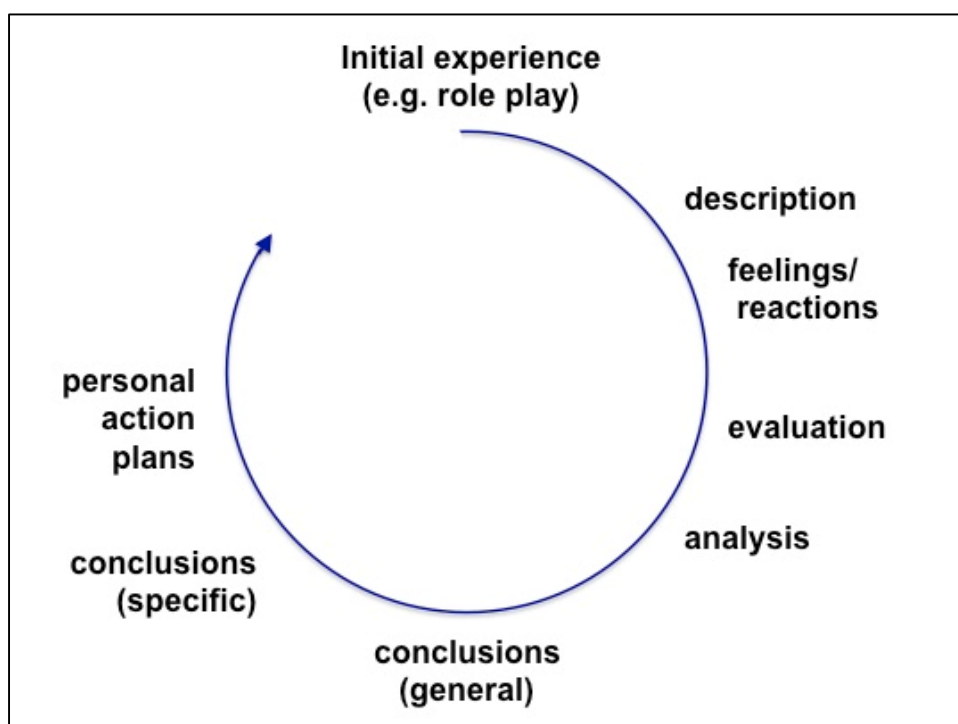 Initial experience
(e.g. role play)
description
feelings/
reactions
evaluation
analysis
conclusions
(general)
conclusions
(specific)
personal
action
plans